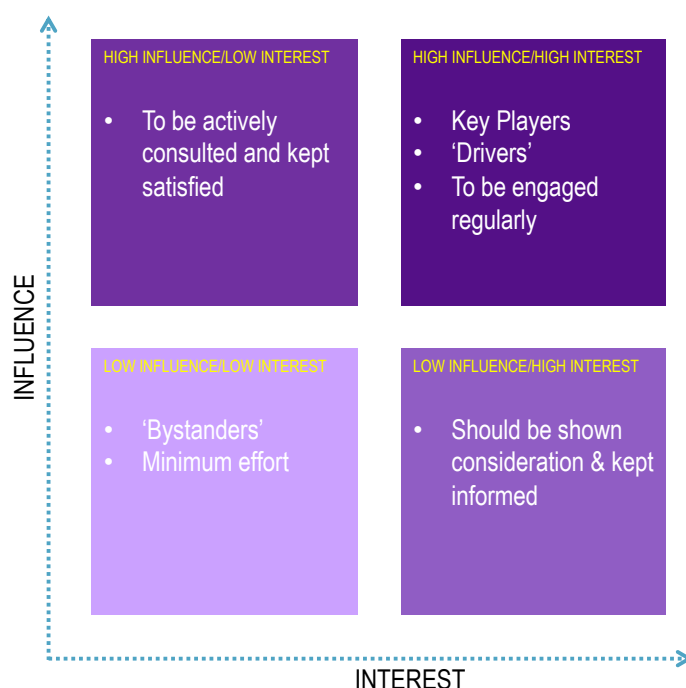 HIGH INFLUENCE/LOW INTEREST
• To be actively
consulted and kept
satisfied
HIGH INFLUENCE/HIGH INTEREST
• Key Players
• ‘Drivers’
• To be engaged
regularly
INFLUENCE
LOW INFLUENCE/LOW INTEREST
• ‘Bystanders’
• Minimum effort
LOW INFLUENCE/HIGH INTEREST
• Should be shown
consideration & kept
informed
INTEREST